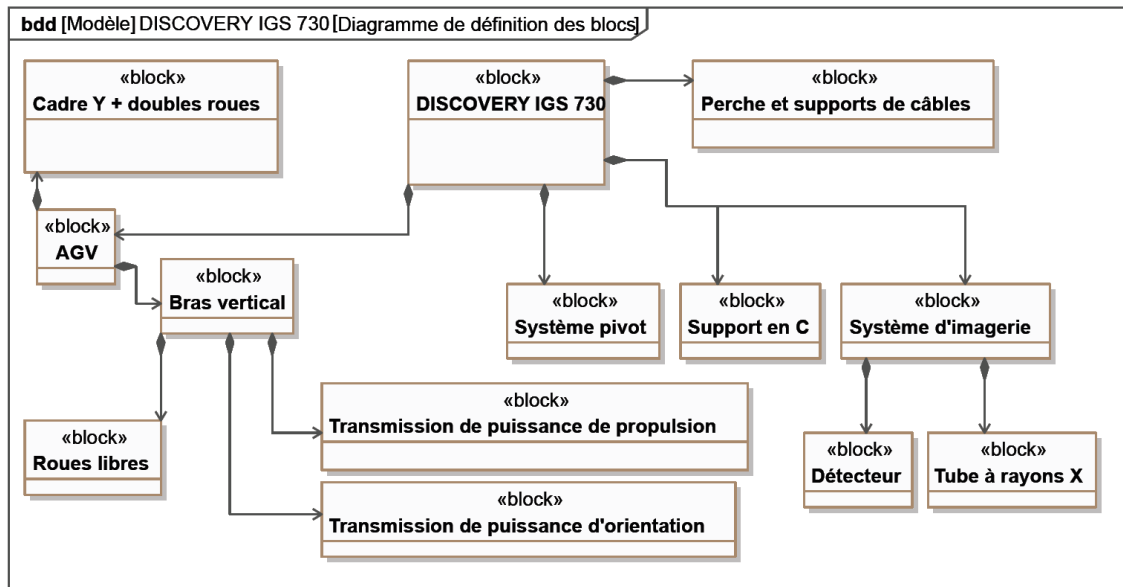 bdd [Modèle] DISCOVERY IGS 730 [Diagramme de définition des blocs]
«block»
Cadre Y + doubles roues
«block»
DISCOVERY IGS 730
«block»
Perche et supports de câbles
«block»
AGV
«block»
Bras vertical
«block»
Système pivot
«block»
Support en C
«block»
Système d'imagerie
«block»
Transmission de puissance de propulsion
«block»
Roues libres
«block»
Détecteur
«block»
Tube à rayons X
«block»
Transmission de puissance d'orientation